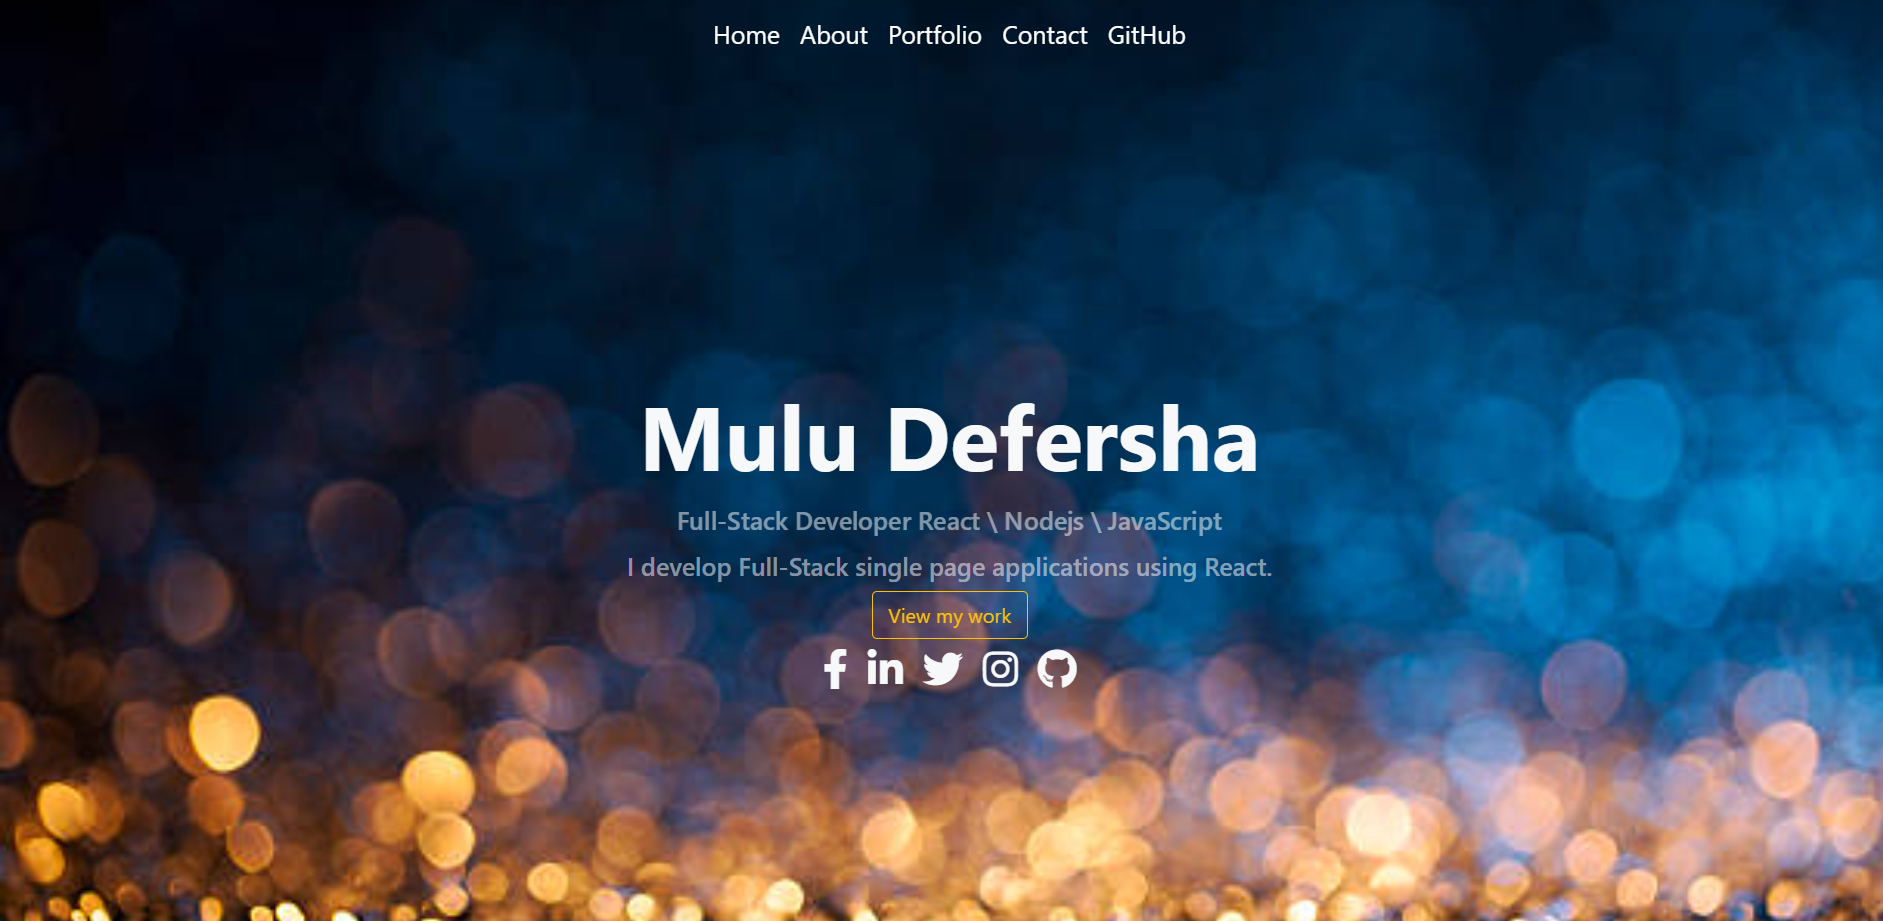 Home About Portfolio Contact GitHub
Mulu Defersha
Full-Stack Developer React \ Nodejs \ JavaScript
I develop Full-Stack single page applications using React.
View my work